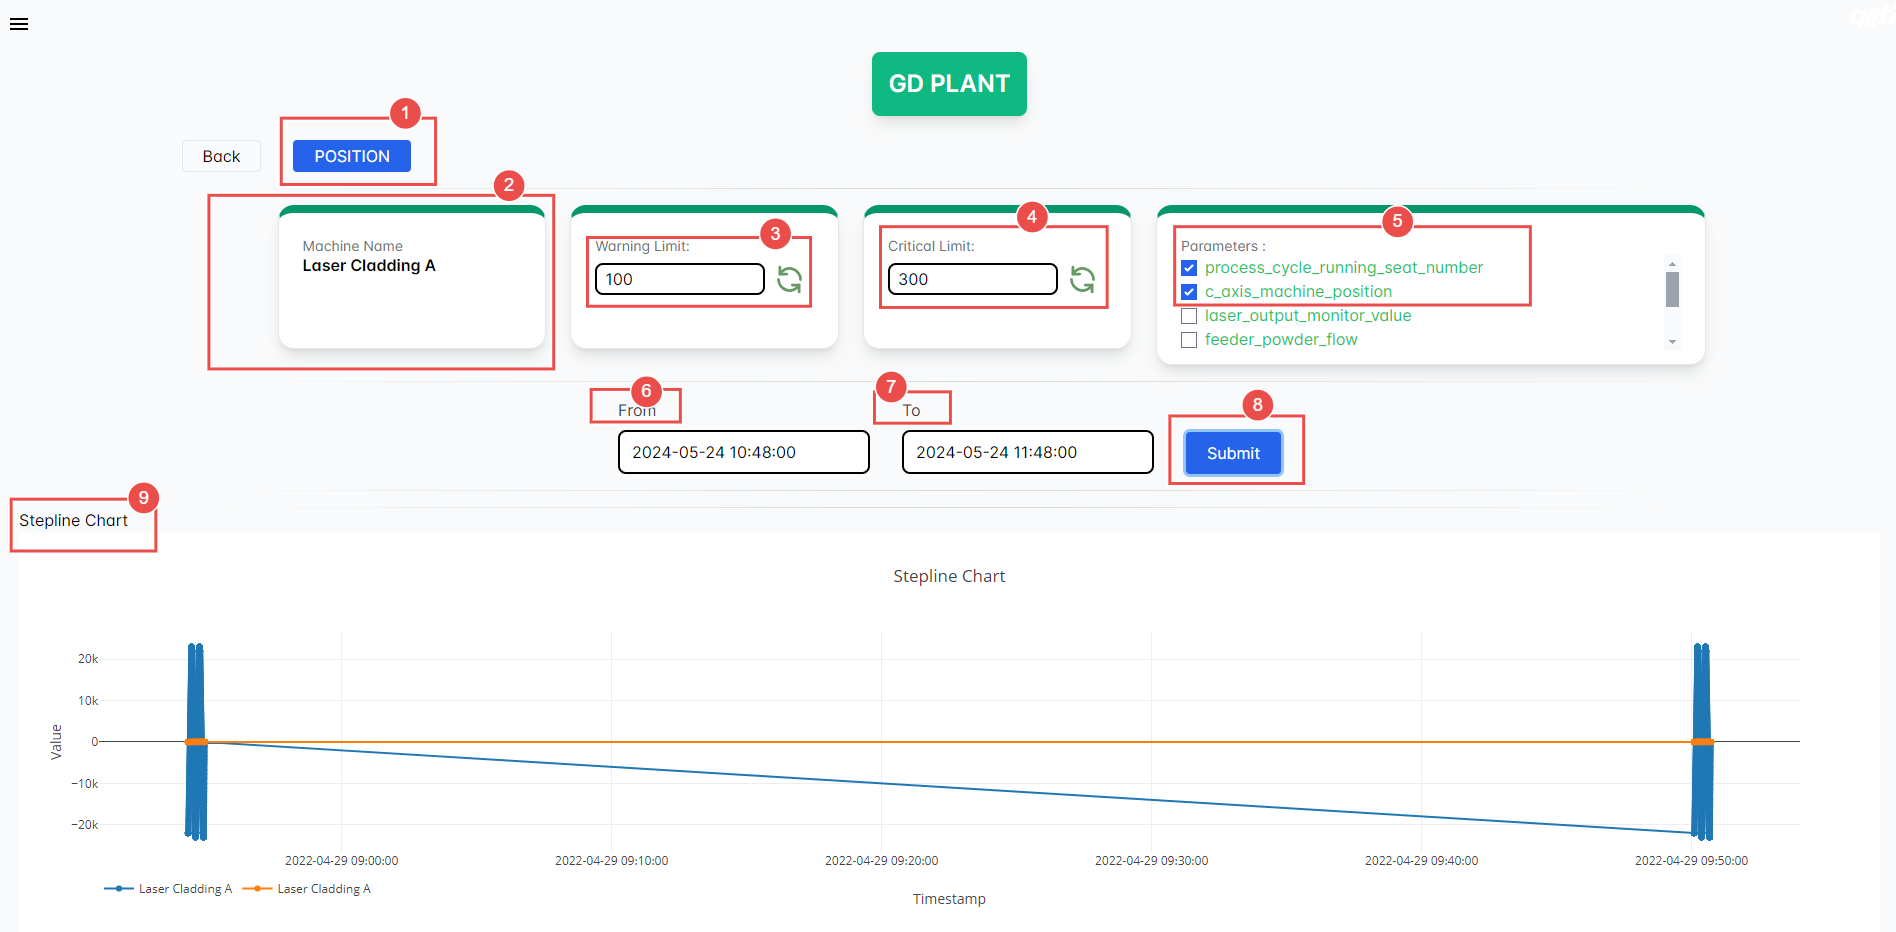 GD PLANT
1
Back
POSITION
2
3
4
5
Machine Name
Laser Cladding A
Warning Limit:
100
Critical Limit:
300
Parameters :
process_cycle_running_seat_number
c_axis_machine_position
laser_output_monitor_value
feeder_powder_flow
6
7
8
From
To
2024-05-24 10:48:00
2024-05-24 11:48:00
Submit
9
Stepline Chart
Stepline Chart
20k
10k
0
−10k
−20k
Value
2022-04-29 09:00:00
2022-04-29 09:10:00
2022-04-29 09:20:00
2022-04-29 09:30:00
2022-04-29 09:40:00
2022-04-29 09:50:00
Laser Cladding A
Laser Cladding A
Timestamp